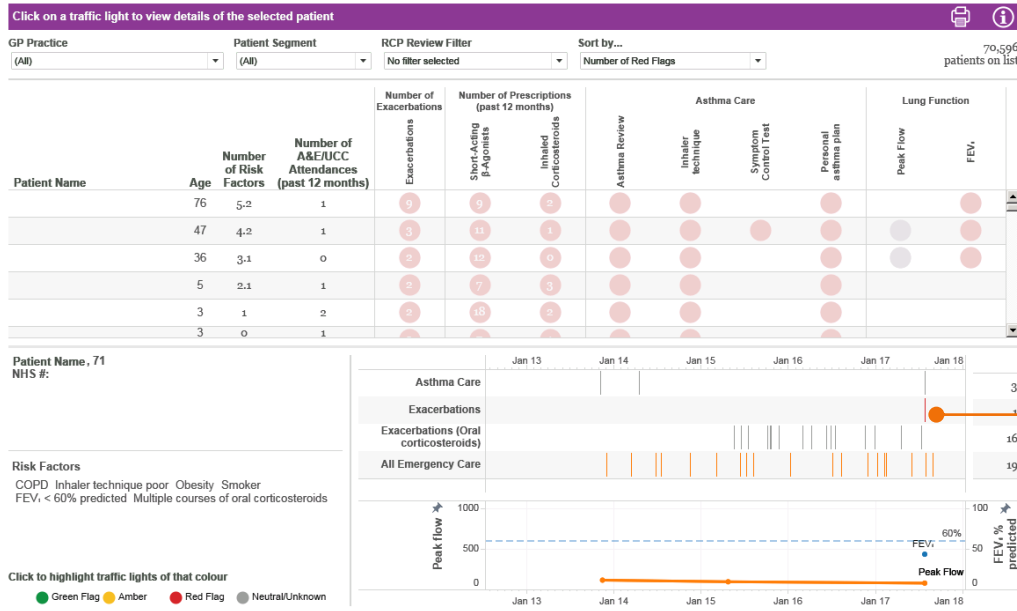 Click on a traffic light to view details of the selected patient
GP Practice Patient Segment RCP Review Filter Sort by...
(All) (All) No filter selected Number of Red Flags
70,596
patients on list
Number of Exacerbations Number of Prescriptions (past 12 months) Asthma Care Lung Function
Patient Name Age Number of Risk Factors Number of A&E/UCC Attendances (past 12 months) Exacerbations Short-Acting β-Agonists Inhaled Corticosteroids Asthma Review Inhaler technique Symptom Control Test Personal asthma plan Peak Flow FEV₁
76 5.2 1 9 9 2
47 4.2 1 3 11 1
36 3.1 0 2 12 0
5 2.1 1 2 7 3
3 1 2 2 18 2
3 0 1
Patient Name, 71
NHS #:
Risk Factors
COPD Inhaler technique poor Obesity Smoker
FEV₁ < 60% predicted Multiple courses of oral corticosteroids
Click to highlight traffic lights of that colour
Green Flag Amber Red Flag Neutral/Unknown
Jan 13 Jan 14 Jan 15 Jan 16 Jan 17 Jan 18
Asthma Care 3
Exacerbations
Exacerbations (Oral corticosteroids) 16
All Emergency Care 19
Peak flow
1000
500
0
100
50
0
FEV₁ % predicted
60%
FEV₁
Peak Flow
Jan 13 Jan 14 Jan 15 Jan 16 Jan 17 Jan 18